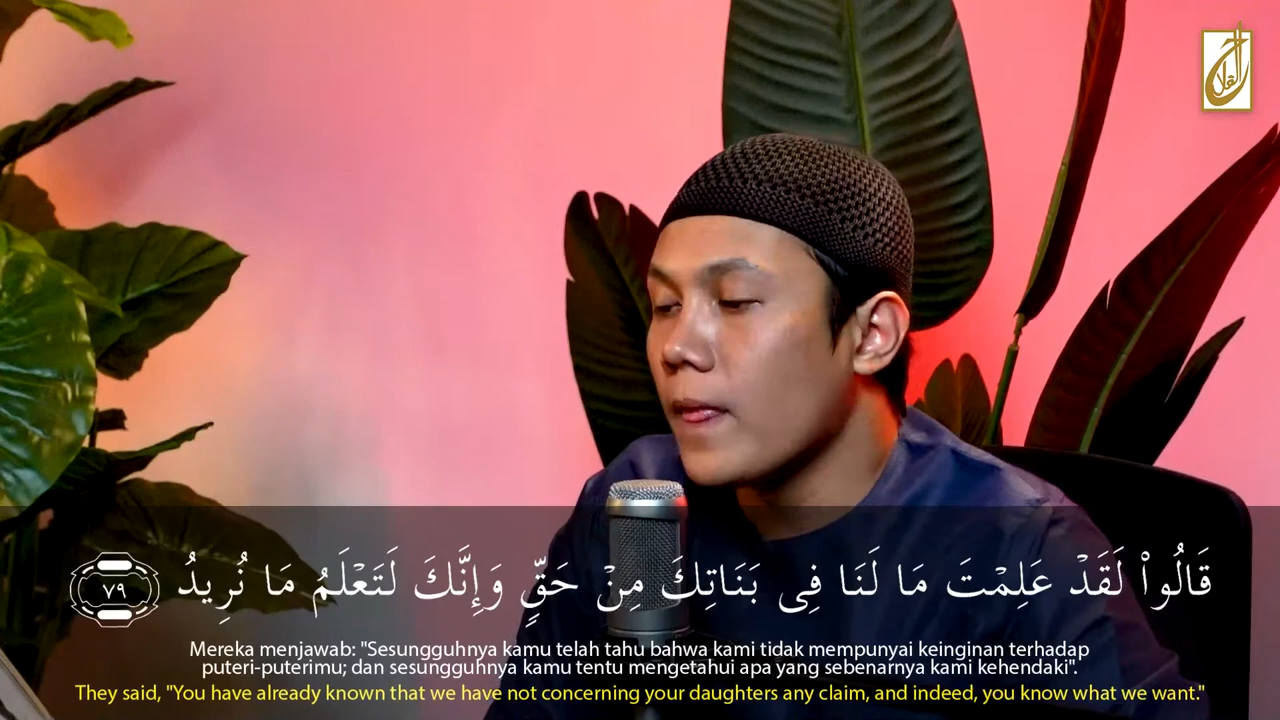 قَالُوا۟ لَقَدْ عَلِمْتَ مَا لَنَا فِى بَنَاتِكَ مِنْ حَقٍّ وَإِنَّكَ لَتَعْلَمُ مَا نُرِيدُ ٧٩
Mereka menjawab: "Sesungguhnya kamu telah tahu bahwa kami tidak mempunyai keinginan terhadap
puteri-puterimu; dan sesungguhnya kamu tentu mengetahui apa yang sebenarnya kami kehendaki".
They said, "You have already known that we have not concerning your daughters any claim, and indeed, you know what we want."